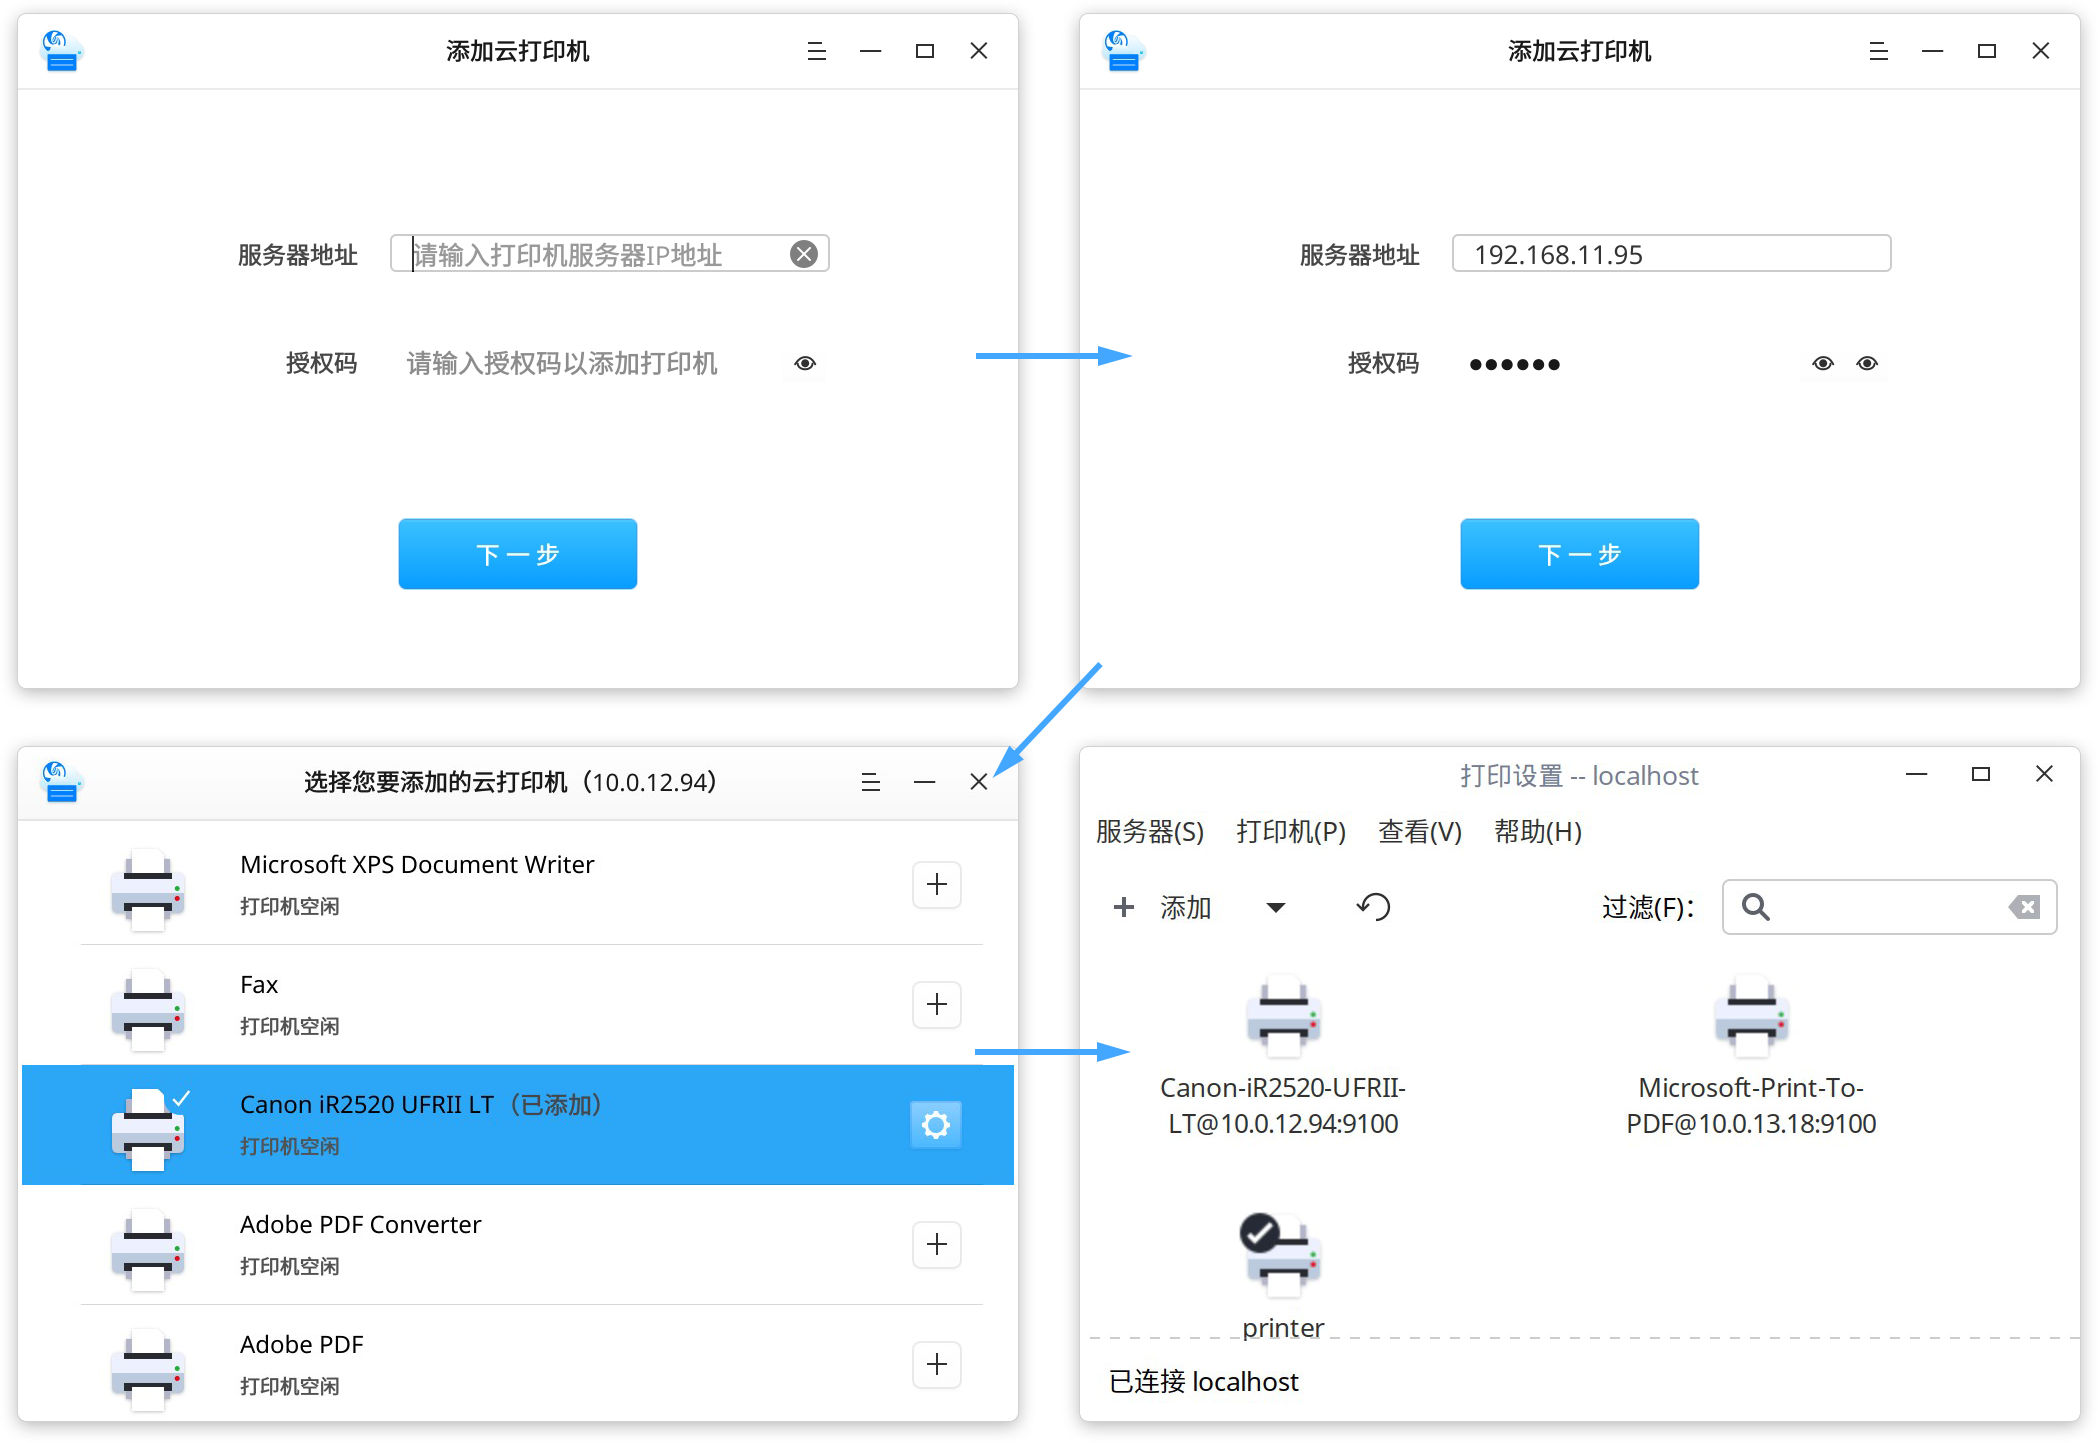 添加云打印机
服务器地址 请输入打印机服务器IP地址
授权码 请输入授权码以添加打印机
下一步
添加云打印机
服务器地址 192.168.11.95
授权码 ●●●●●●
下一步
选择您要添加的云打印机（10.0.12.94）
Microsoft XPS Document Writer
打印机空闲
Fax
打印机空闲
Canon iR2520 UFRII LT（已添加）
打印机空闲
Adobe PDF Converter
打印机空闲
Adobe PDF
打印机空闲
打印设置 -- localhost
服务器(S) 打印机(P) 查看(V) 帮助(H)
添加 过滤(F)：
Canon-iR2520-UFRII-
LT@10.0.12.94:9100
Microsoft-Print-To-
PDF@10.0.13.18:9100
printer
已连接 localhost